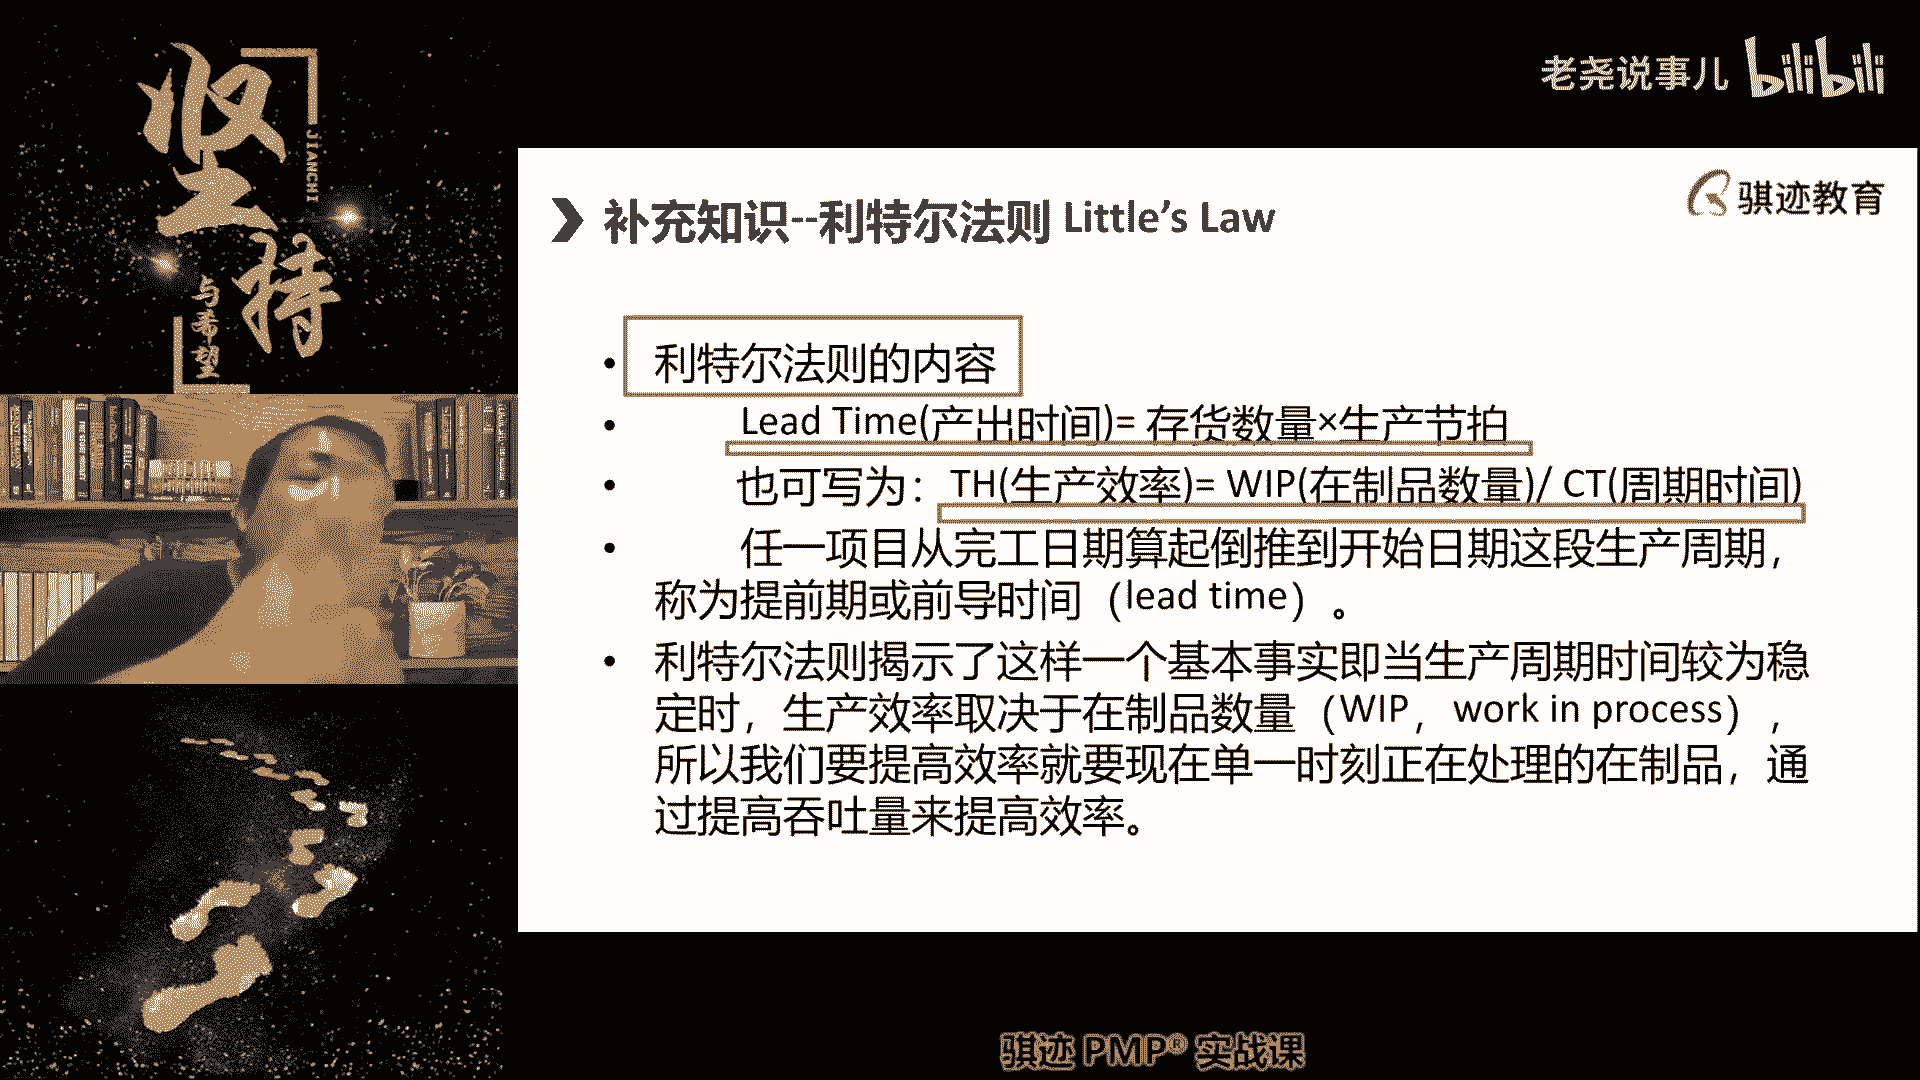 坚持
JIANCHI
与希望
老尧说事儿 bilibili
骐迹教育
补充知识--利特尔法则 Little’s Law
• 利特尔法则的内容
• Lead Time(产出时间)= 存货数量×生产节拍
• 也可写为：TH(生产效率)= WIP(在制品数量)/ CT(周期时间)
• 任一项目从完工日期算起倒推到开始日期这段生产周期，
称为提前期或前导时间（lead time）。
• 利特尔法则揭示了这样一个基本事实即当生产周期时间较为稳
定时，生产效率取决于在制品数量（WIP，work in process），
所以我们要提高效率就要现在单一时刻正在处理的在制品，通
过提高吞吐量来提高效率。
骐迹 PMP® 实战课